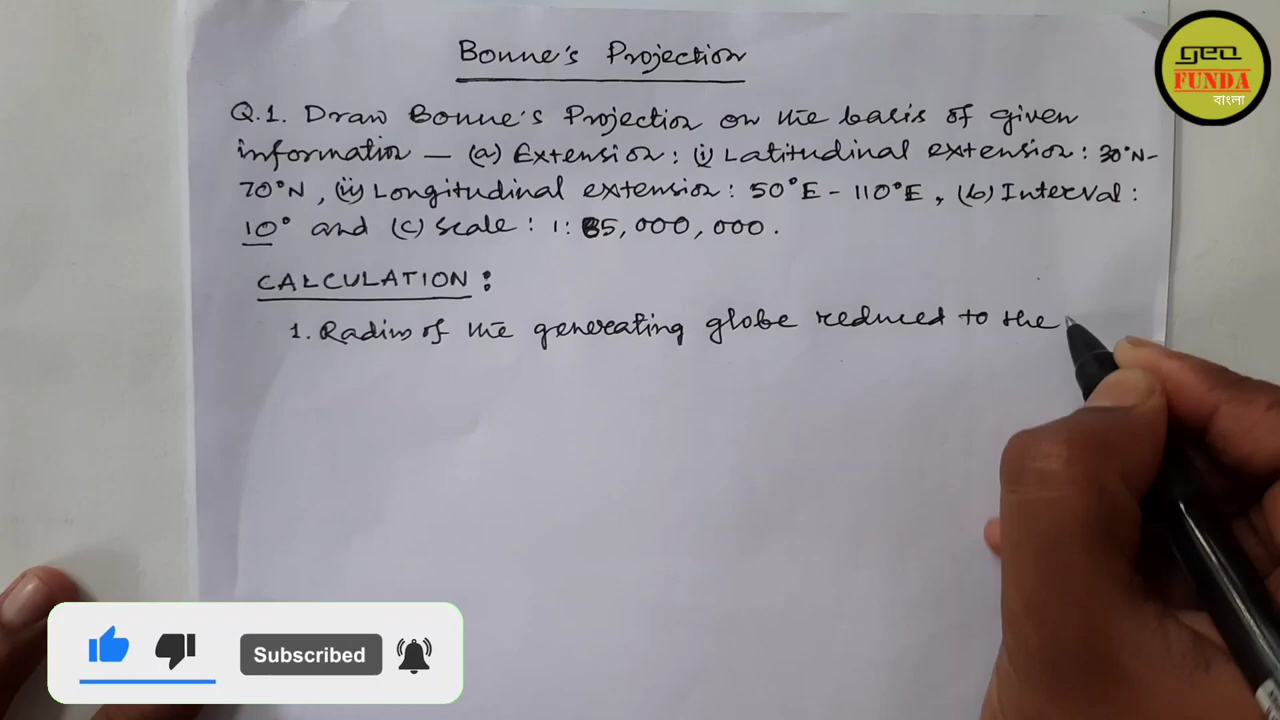 Bonne's Projection
geo
FUNDA
বাংলা
Q.1. Draw Bonne's Projection on the basis of given
information — (a) Extension: (i) Latitudinal extension: 30°N-
70°N, (ii) Longitudinal extension: 50°E - 110°E, (b) Interval:
10° and (c) Scale: 1: 5,000,000.
CALCULATION:
1. Radius of the generating globe reduced to the
Subscribed